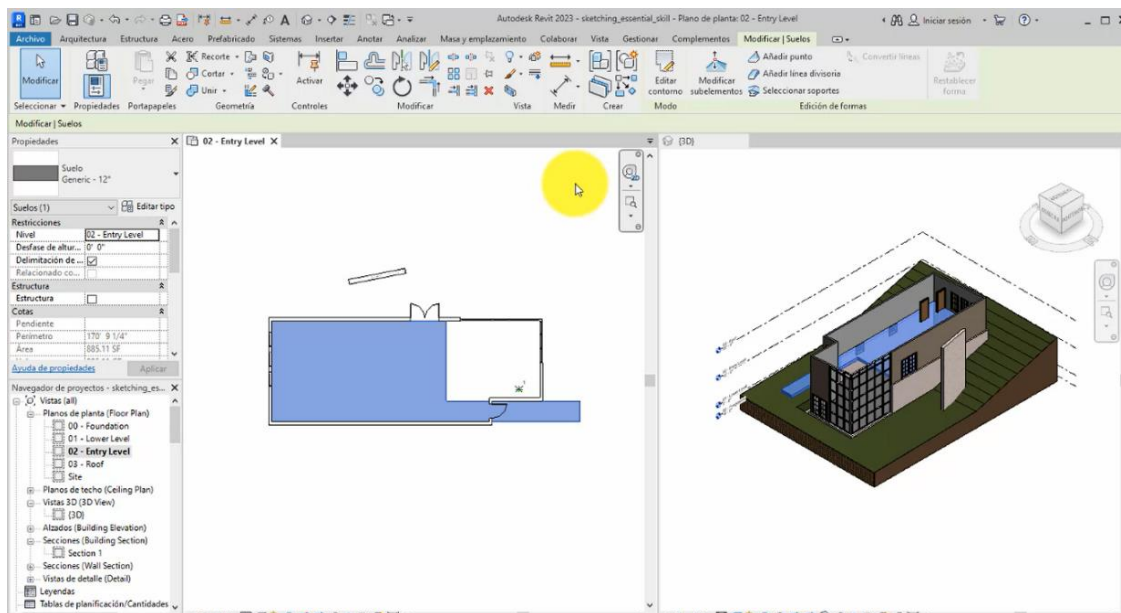 Autodesk Revit 2023 - sketching_essential_skill - Plano de planta: 02 - Entry Level
Iniciar sesión
Archivo Arquitectura Estructura Acero Prefabricado Sistemas Insertar Anotar Analizar Masa y emplazamiento Colaborar Vista Gestionar Complementos Modificar | Suelos
Modificar
Pegar
Recorte
Cortar
Unir
Activar
Editar contorno
Modificar subelementos
Añadir punto
Añadir línea divisoria
Seleccionar soportes
Convertir líneas
Restablecer forma
Seleccionar Propiedades Portapapeles Geometría Controles Modificar Vista Medir Crear Modo Edición de formas
Modificar | Suelos
Propiedades
Suelo
Generic - 12"
Suelos (1) Editar tipo
Restricciones
Nivel 02 - Entry Level
Desfase de altur... 0' 0"
Delimitación de ...
Relacionado co...
Estructura
Estructura
Cotas
Pendiente
Perímetro 170' 9 1/4"
Área 885.11 SF
Ayuda de propiedades Aplicar
Navegador de proyectos - sketching_es...
Vistas (all)
Planos de planta (Floor Plan)
00 - Foundation
01 - Lower Level
02 - Entry Level
03 - Roof
Site
Planos de techo (Ceiling Plan)
Vistas 3D (3D View)
{3D}
Alzados (Building Elevation)
Secciones (Building Section)
Section 1
Secciones (Wall Section)
Vistas de detalle (Detail)
Leyendas
Tablas de planificación/Cantidades
02 - Entry Level
{3D}